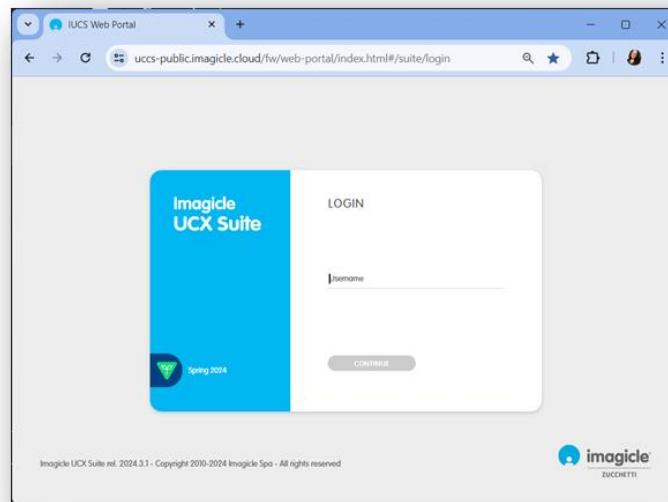 IUCS Web Portal
uccs-public.imagicle.cloud/fw/web-portal/index.html#/suite/login
Imagicle
UCX Suite
LOGIN
Username
CONTINUE
Spring 2024
Imagicle UCX Suite rel. 2024.3.1 - Copyright 2010-2024 Imagicle Spa - All rights reserved
imagicle
ZUCCHETTI